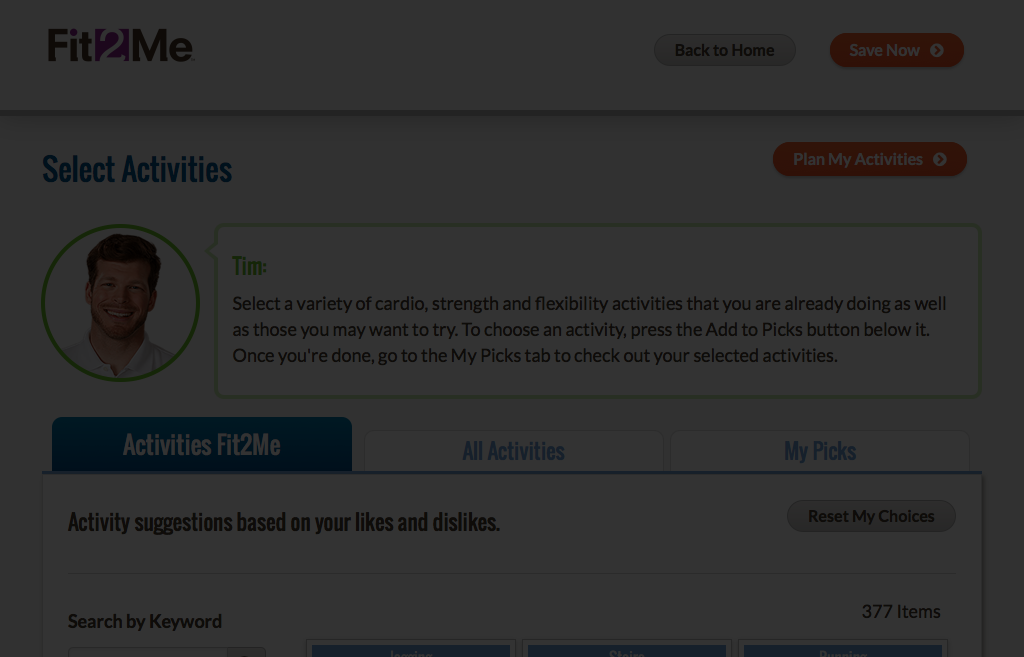 Fit2Me
Back to Home
Save Now
Select Activities
Plan My Activities
Tim:
Select a variety of cardio, strength and flexibility activities that you are already doing as well
as those you may want to try. To choose an activity, press the Add to Picks button below it.
Once you're done, go to the My Picks tab to check out your selected activities.
Activities Fit2Me
All Activities
My Picks
Activity suggestions based on your likes and dislikes.
Reset My Choices
377 Items
Search by Keyword
Jogging
Stairs
Running